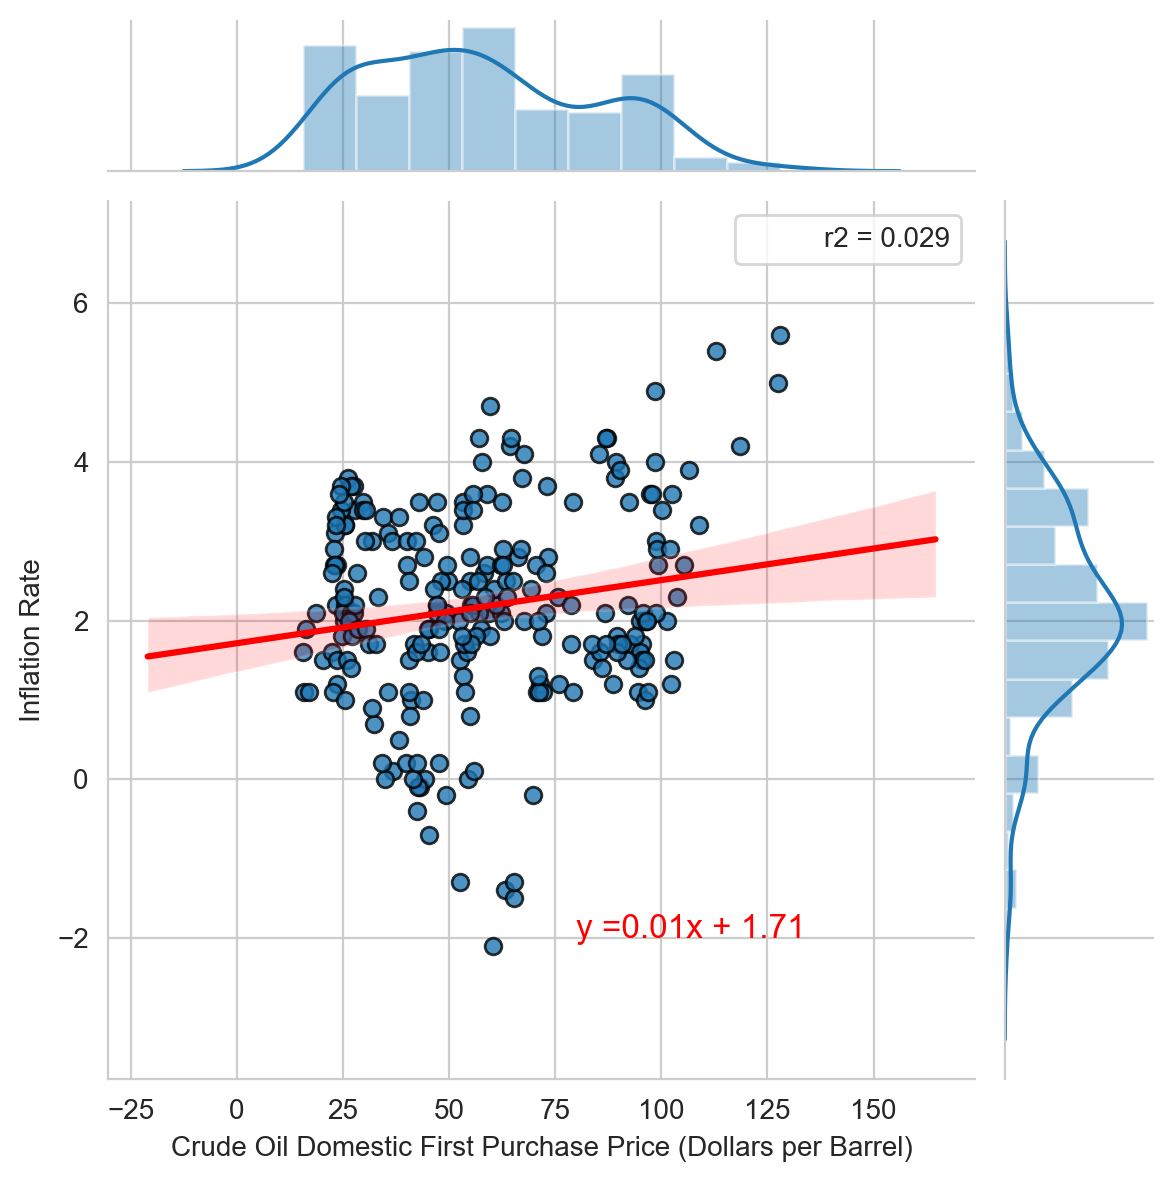 r2 = 0.029
6
4
2
0
−2
Inflation Rate
y =0.01x + 1.71
−25 0 25 50 75 100 125 150
Crude Oil Domestic First Purchase Price (Dollars per Barrel)